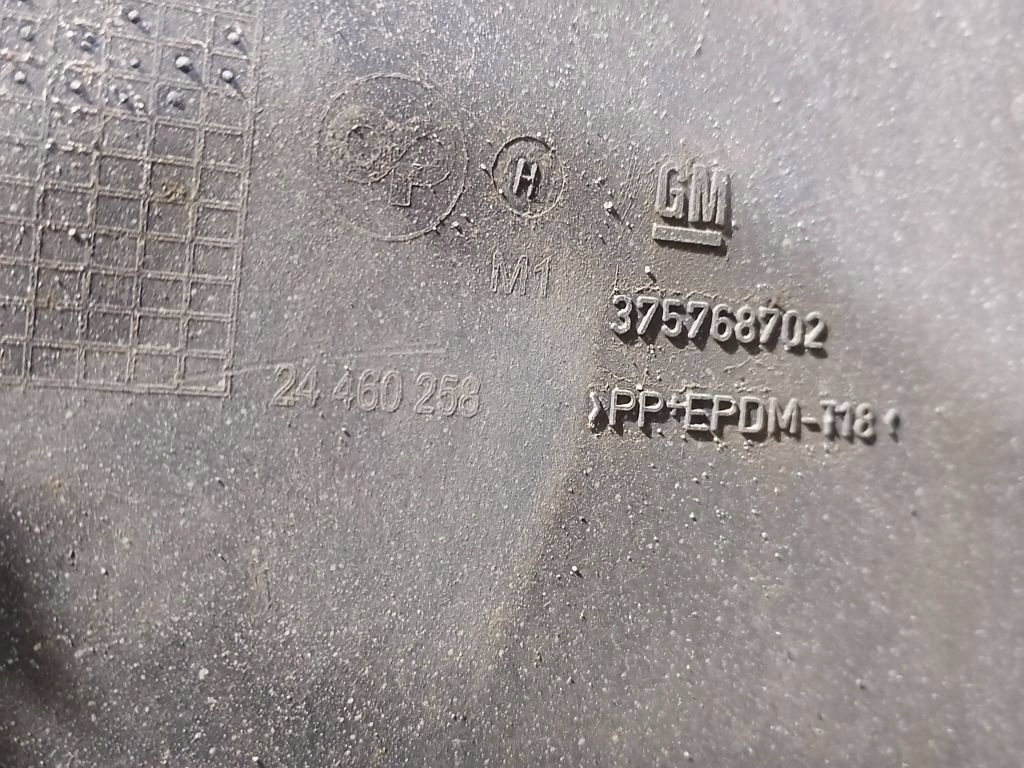 H
GM
M1
375768702
24 460 258
>PP+EPDM-T18<